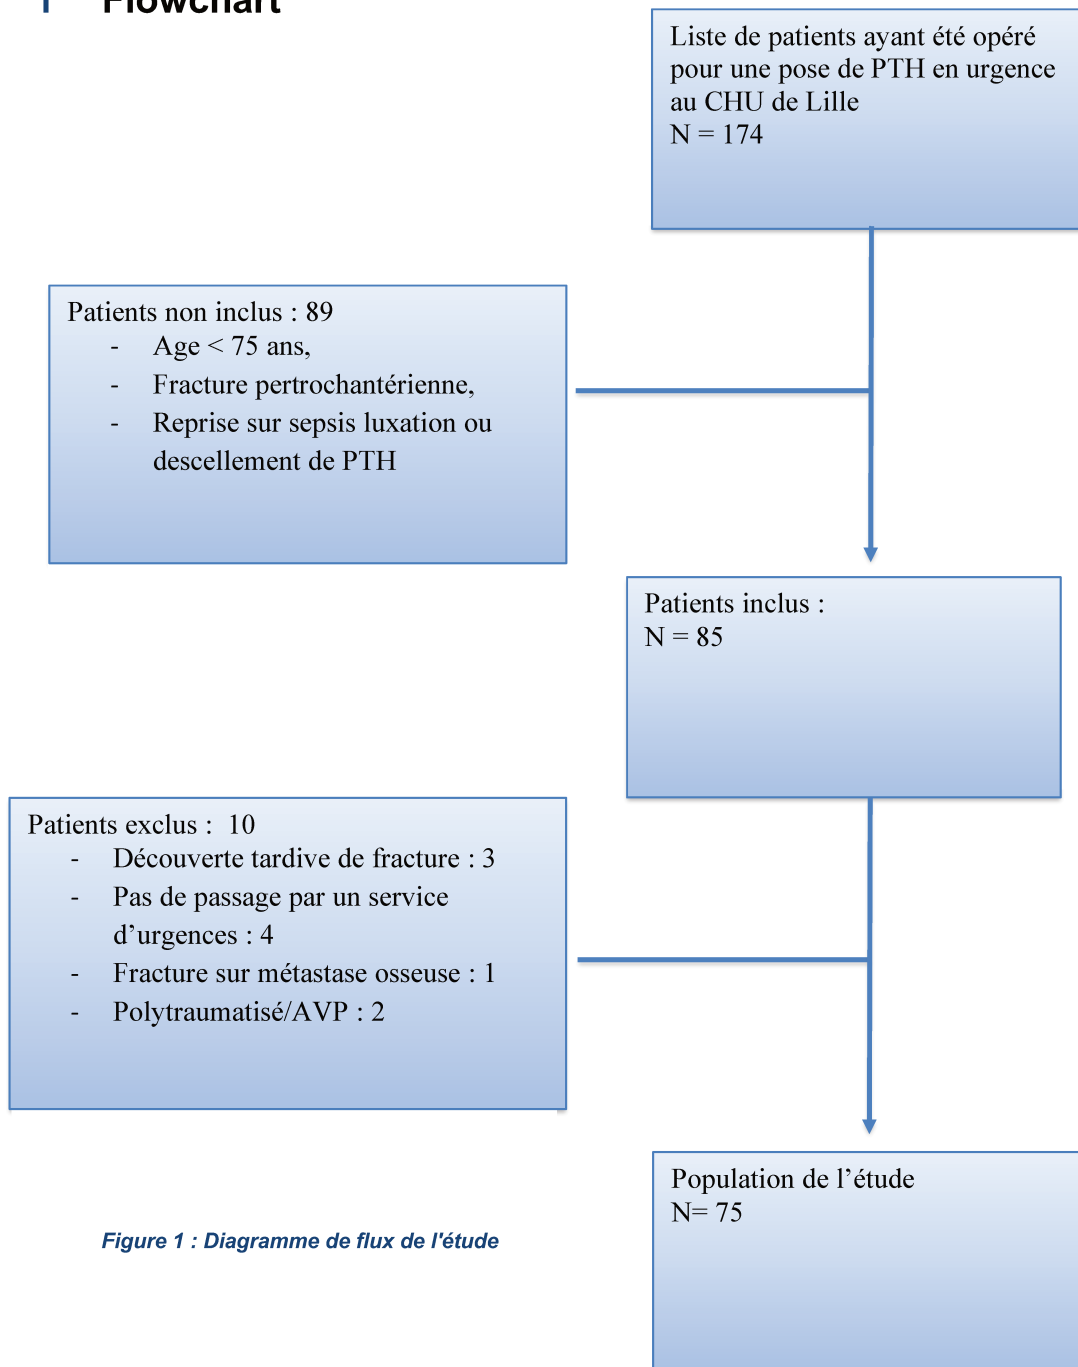 1 Flowchart
Liste de patients ayant été opéré
pour une pose de PTH en urgence
au CHU de Lille
N = 174
Patients non inclus : 89
- Age < 75 ans,
- Fracture pertrochantérienne,
- Reprise sur sepsis luxation ou
descellement de PTH
Patients inclus :
N = 85
Patients exclus : 10
- Découverte tardive de fracture : 3
- Pas de passage par un service
d’urgences : 4
- Fracture sur métastase osseuse : 1
- Polytraumatisé/AVP : 2
Population de l’étude
N= 75
Figure 1 : Diagramme de flux de l'étude